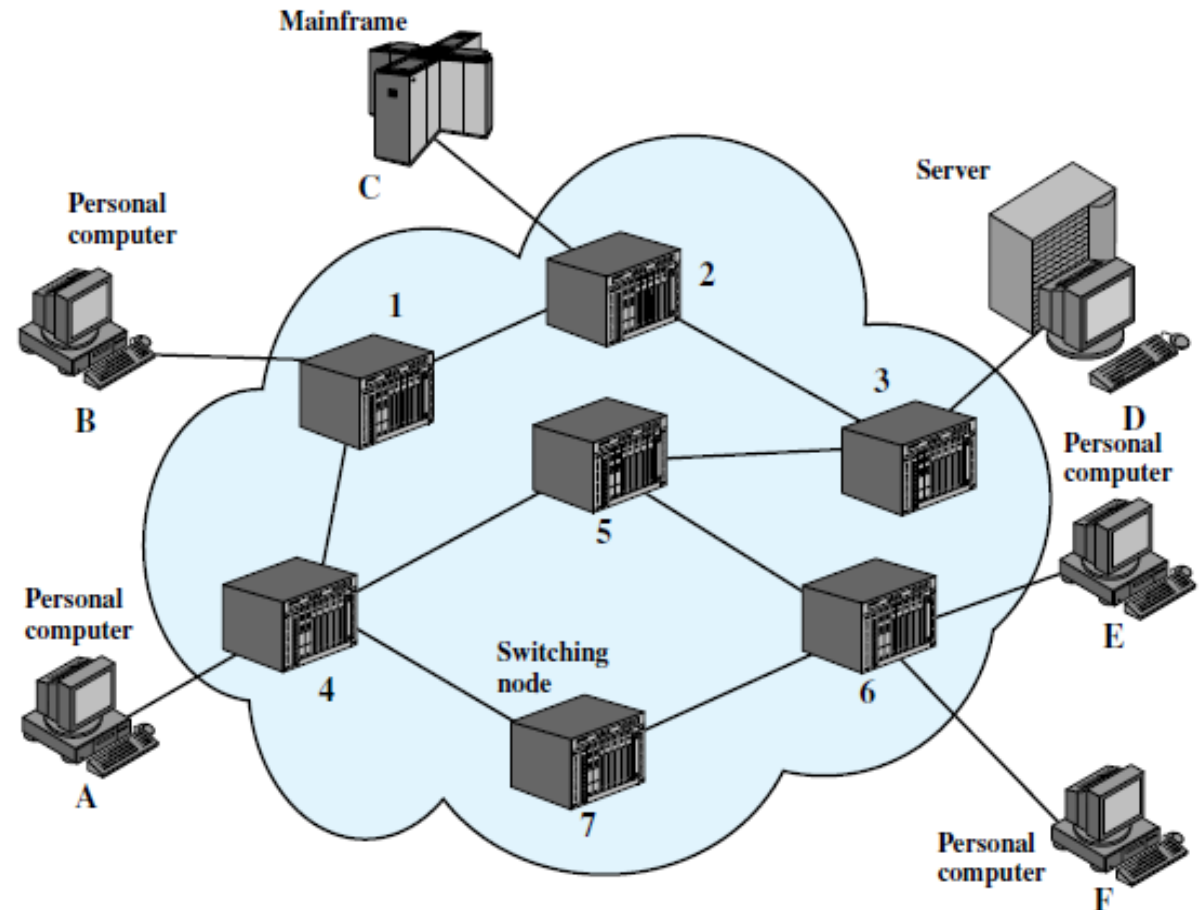 Mainframe
C
Server
Personal
computer
2
1
3
B
D
Personal
computer
5
Personal
computer
E
Switching
node
4
6
A
7
Personal
computer
F